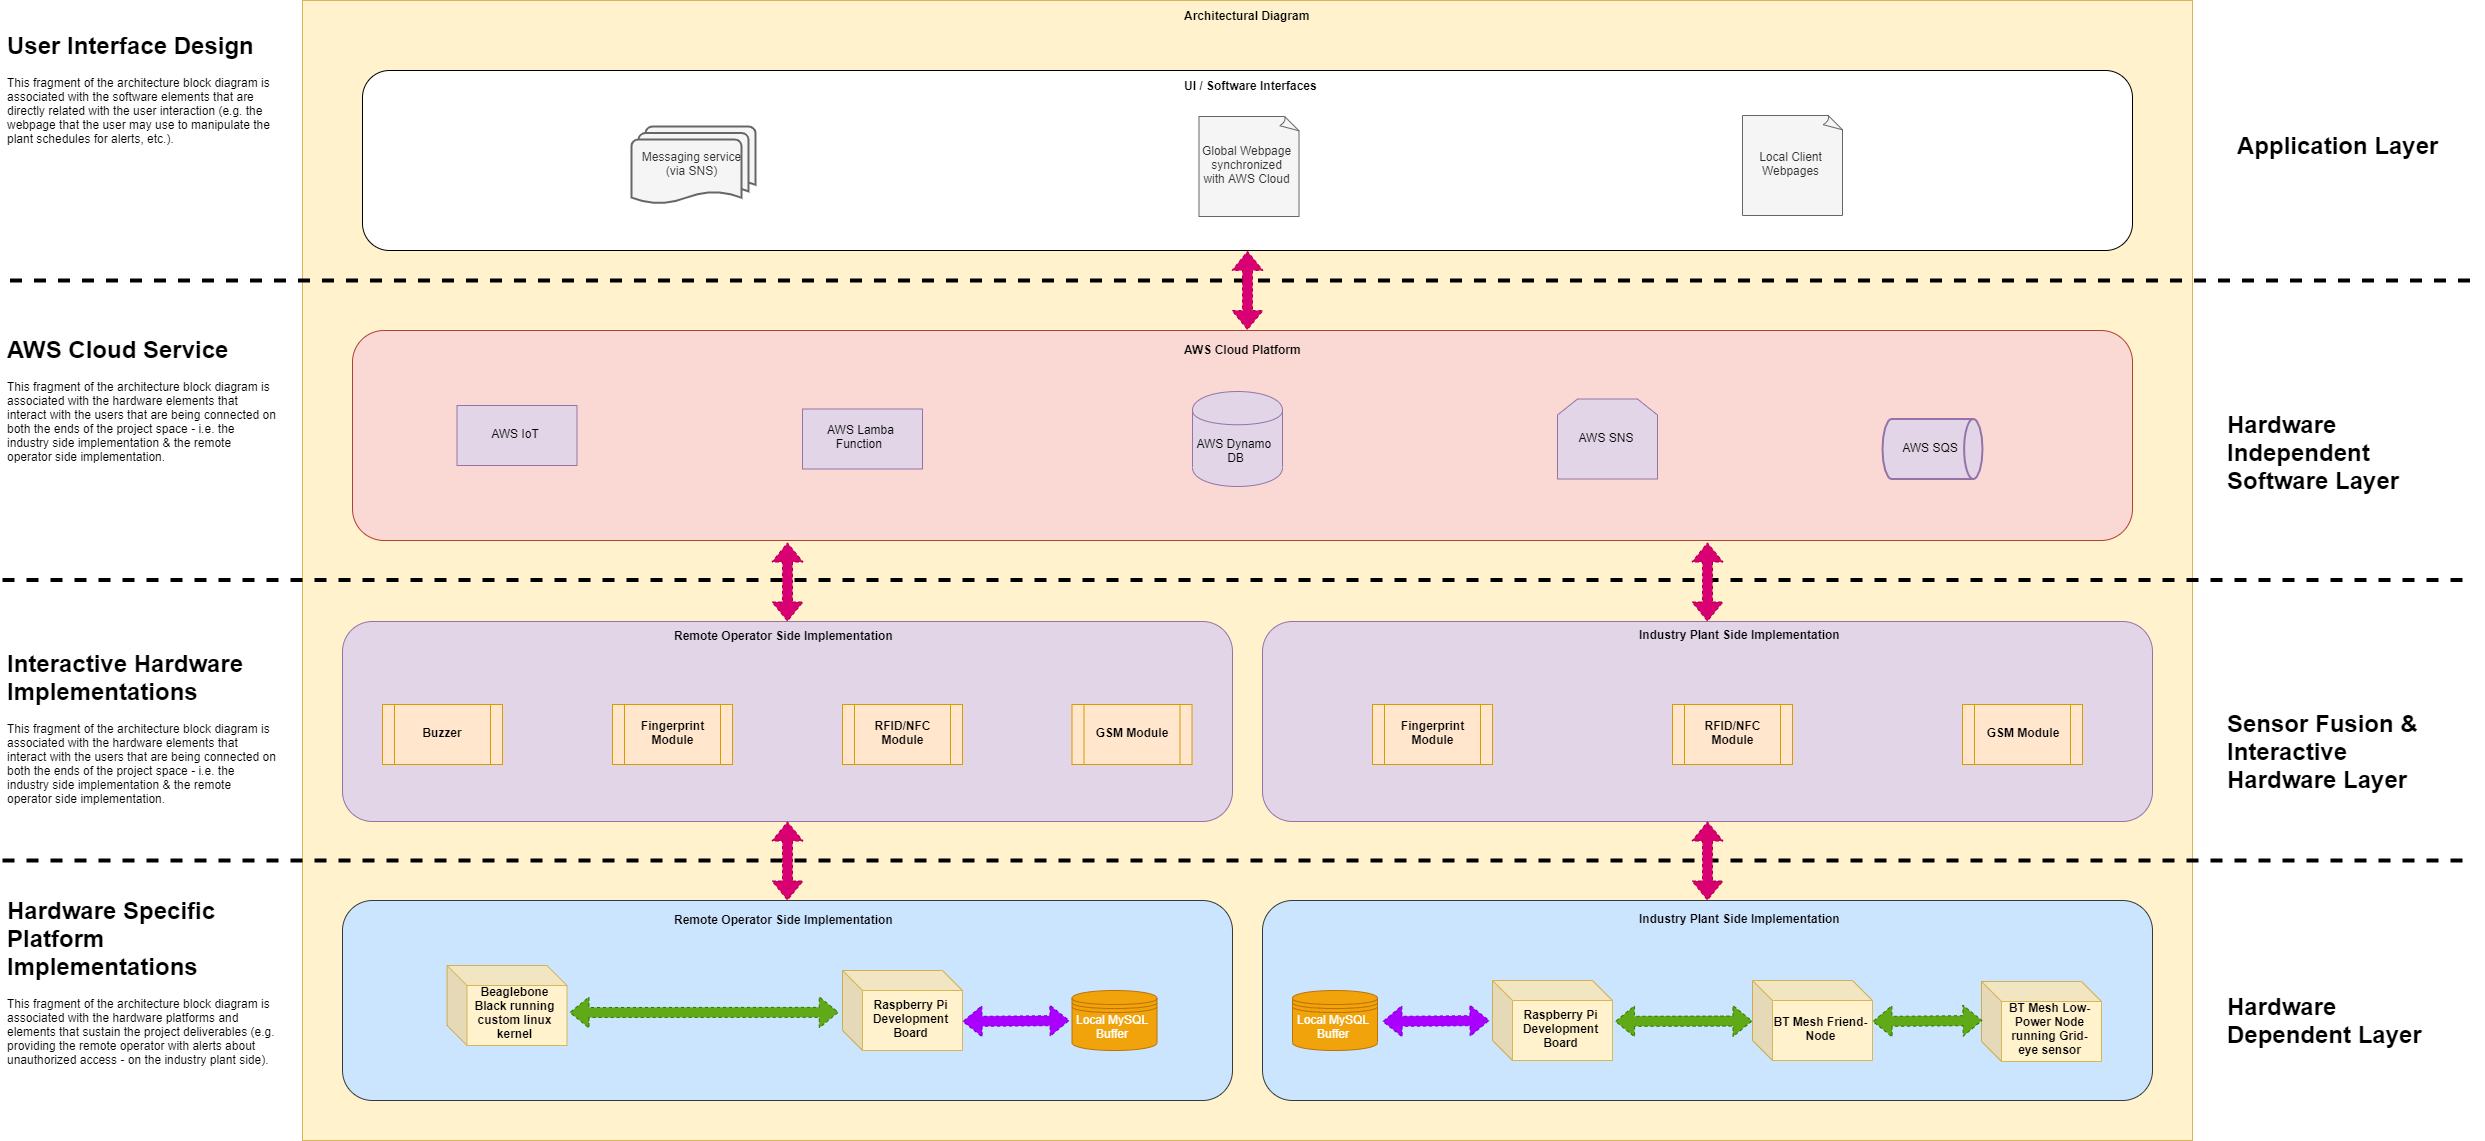 Architectural Diagram
User Interface Design
This fragment of the architecture block diagram is
associated with the software elements that are
directly related with the user interaction (e.g. the
webpage that the user may use to manipulate the
plant schedules for alerts, etc.).
UI / Software Interfaces
Messaging service
(via SNS)
Global Webpage
synchronized
with AWS Cloud
Local Client
Webpages
Application Layer
AWS Cloud Service
This fragment of the architecture block diagram is
associated with the hardware elements that
interact with the users that are being connected on
both the ends of the project space - i.e. the
industry side implementation & the remote
operator side implementation.
AWS Cloud Platform
AWS IoT
AWS Lamba
Function
AWS Dynamo
DB
AWS SNS
AWS SQS
Hardware
Independent
Software Layer
Interactive Hardware
Implementations
This fragment of the architecture block diagram is
associated with the hardware elements that
interact with the users that are being connected on
both the ends of the project space - i.e. the
industry side implementation & the remote
operator side implementation.
Remote Operator Side Implementation
Buzzer
Fingerprint
Module
RFID/NFC
Module
GSM Module
Industry Plant Side Implementation
Fingerprint
Module
RFID/NFC
Module
GSM Module
Sensor Fusion &
Interactive
Hardware Layer
Hardware Specific
Platform
Implementations
This fragment of the architecture block diagram is
associated with the hardware platforms and
elements that sustain the project deliverables (e.g.
providing the remote operator with alerts about
unauthorized access - on the industry plant side).
Remote Operator Side Implementation
Beaglebone
Black running
custom linux
kernel
Raspberry Pi
Development
Board
Local MySQL
Buffer
Industry Plant Side Implementation
Local MySQL
Buffer
Raspberry Pi
Development
Board
BT Mesh Friend-
Node
BT Mesh Low-
Power Node
running Grid-
eye sensor
Hardware
Dependent Layer